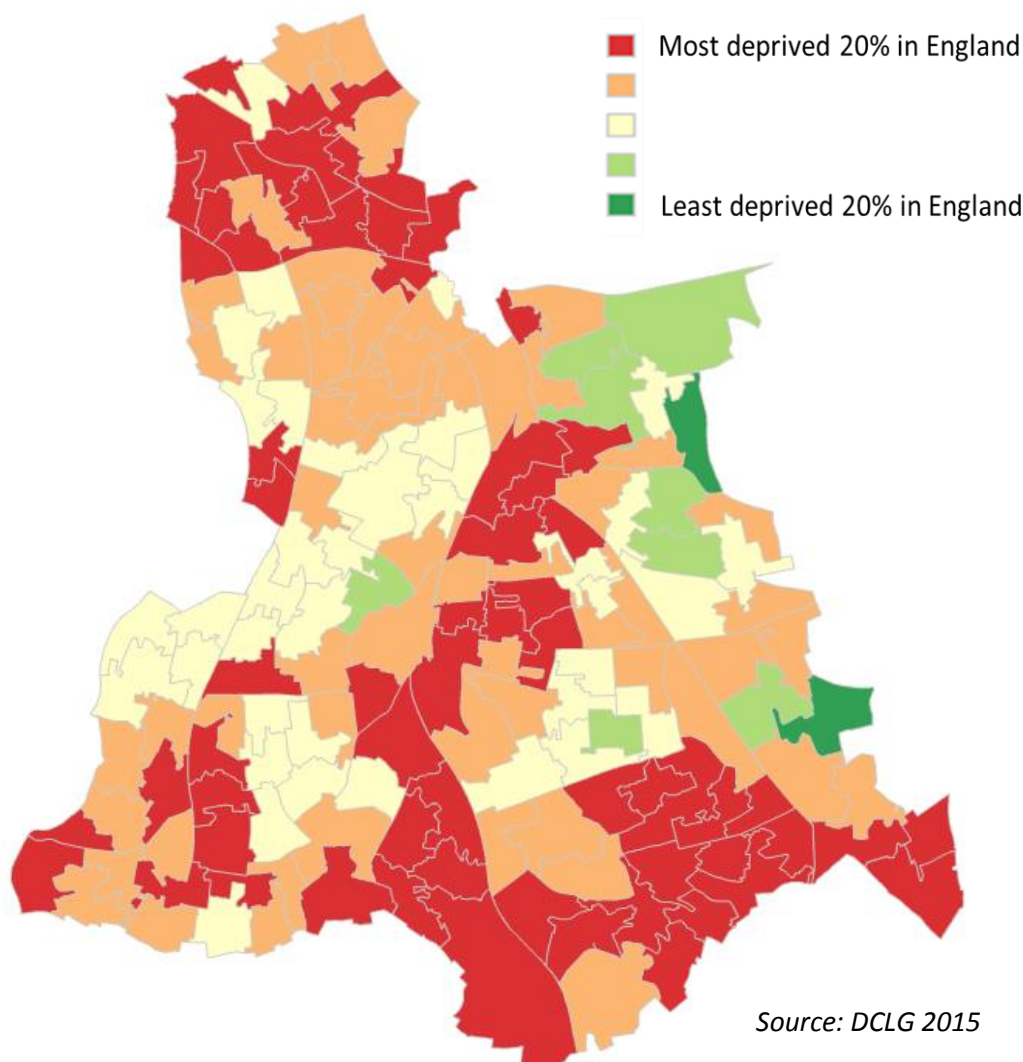 Most deprived 20% in England
Least deprived 20% in England
Source: DCLG 2015